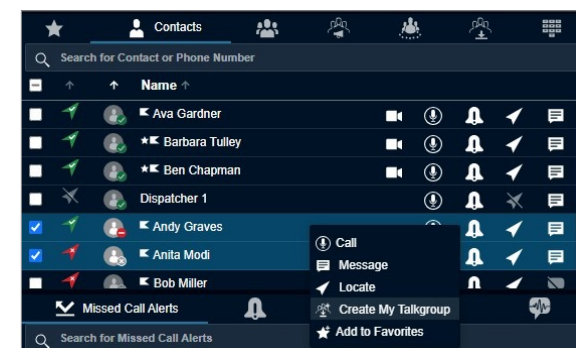 Contacts
Search for Contact or Phone Number
Name
Ava Gardner
Barbara Tulley
Ben Chapman
Dispatcher 1
Andy Graves
Anita Modi
Bob Miller
Call
Message
Locate
Create My Talkgroup
Add to Favorites
Missed Call Alerts
Search for Missed Call Alerts